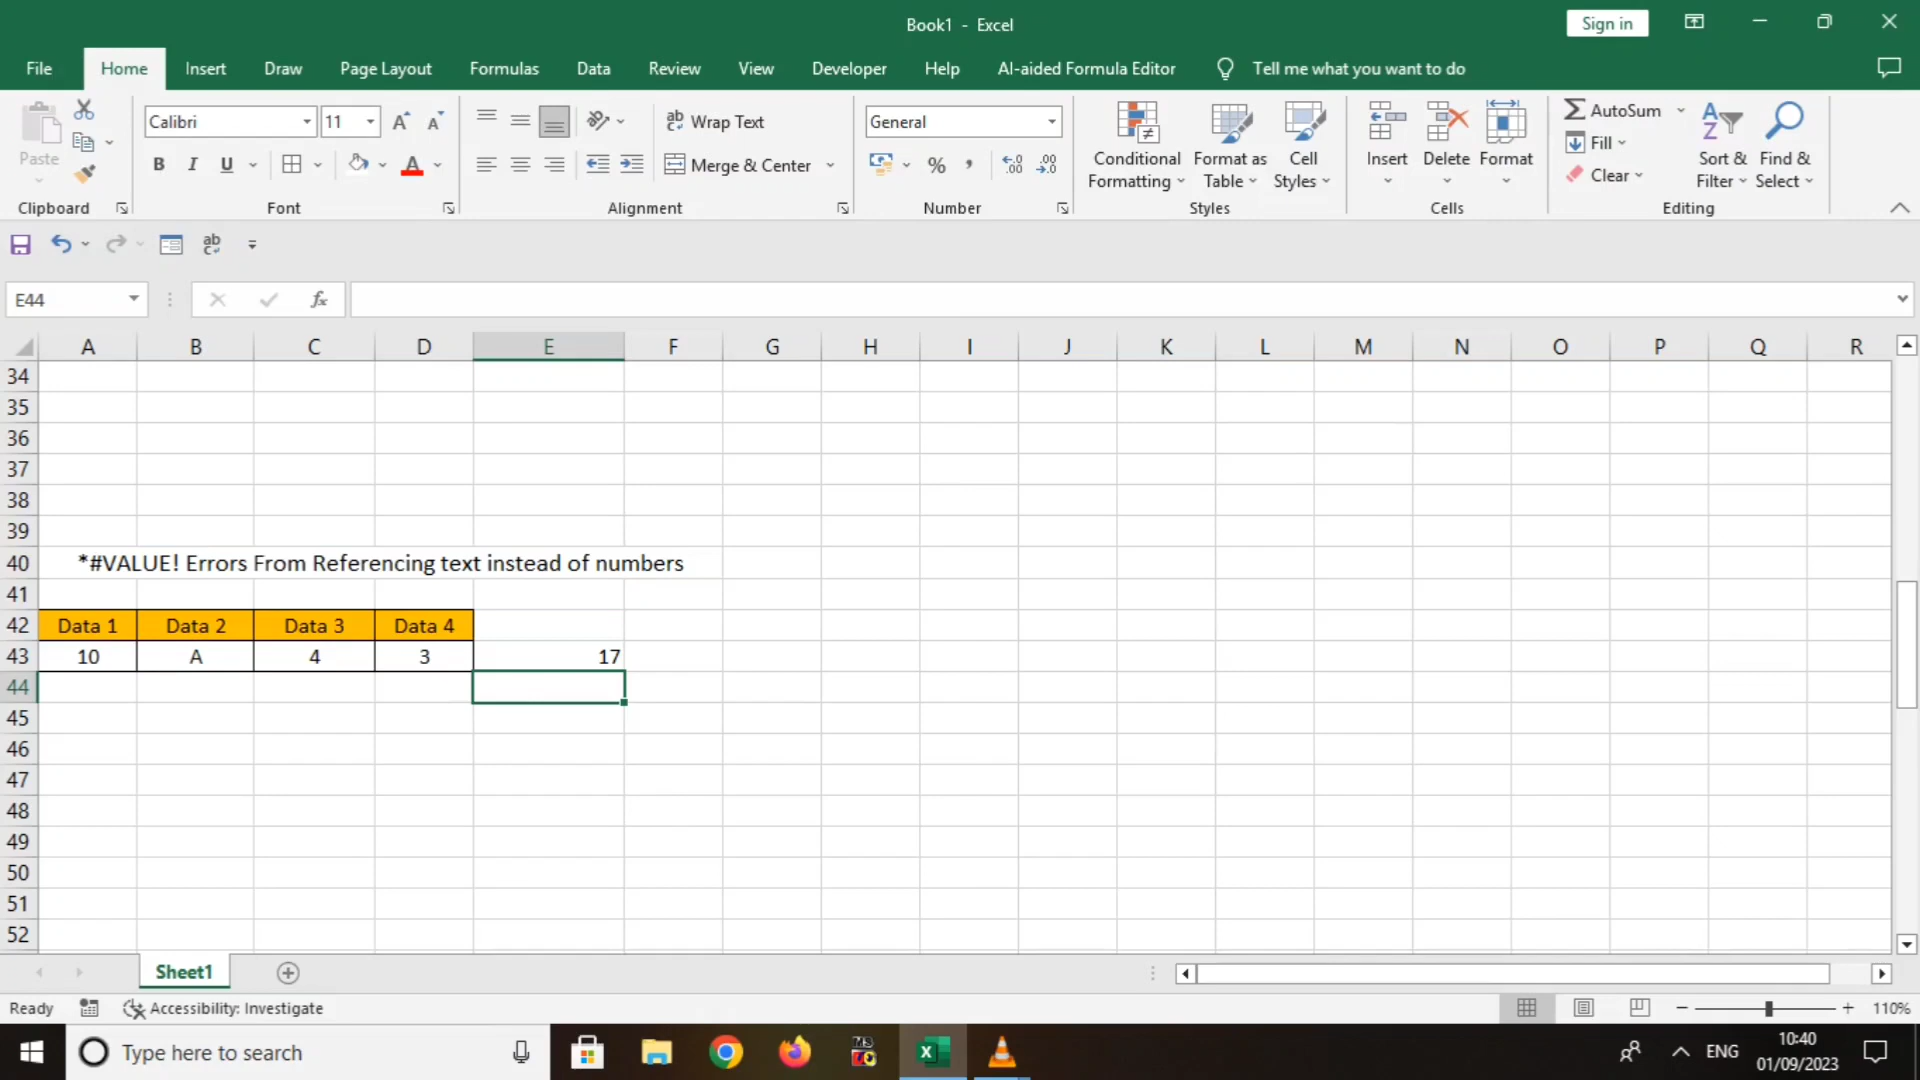 Book1 - Excel
Sign in
File Home Insert Draw Page Layout Formulas Data Review View Developer Help AI-aided Formula Editor Tell me what you want to do
Paste
Calibri 11
B I U A
Wrap Text
Merge & Center
General
%
Conditional Formatting
Format as Table
Cell Styles
Insert
Delete
Format
AutoSum
Fill
Clear
Sort & Filter
Find & Select
Clipboard Font Alignment Number Styles Cells Editing
E44 fx
A B C D E F G H I J K L M N O P Q R
34
35
36
37
38
39
40 *#VALUE! Errors From Referencing text instead of numbers
41
42 Data 1 Data 2 Data 3 Data 4
43 10 A 4 3 17
44
45
46
47
48
49
50
51
52
Sheet1
Ready Accessibility: Investigate 110%
Type here to search
ENG
10:40
01/09/2023